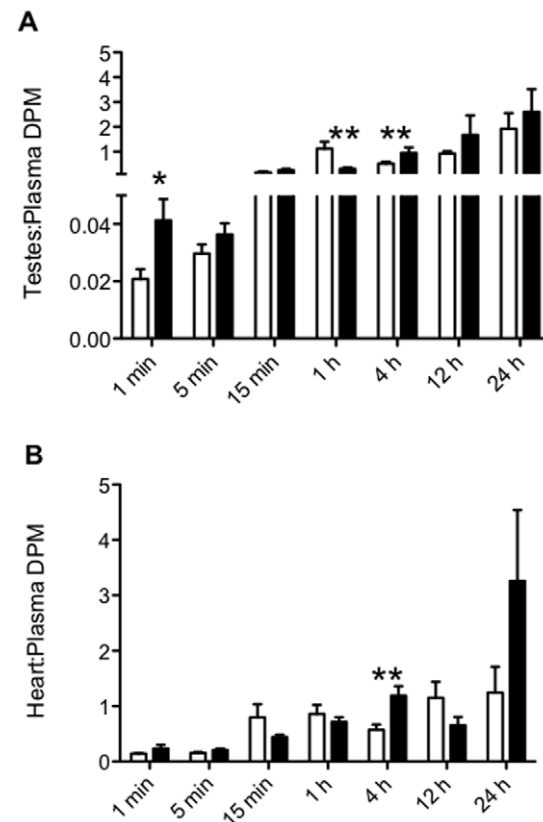 A
Testes:Plasma DPM
5
4
3
2
1
0.04
0.02
0.00
*
**
**
1 min
5 min
15 min
1 h
4 h
12 h
24 h
B
Heart:Plasma DPM
5
4
3
2
1
0
**
1 min
5 min
15 min
1 h
4 h
12 h
24 h